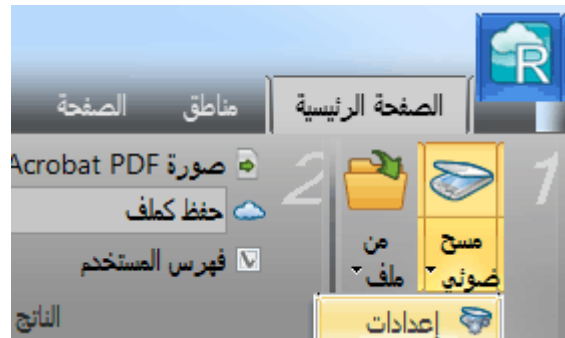 R
الصفحة الرئيسية
مناطق
الصفحة
1
مسح
ضوئي
من
ملف
إعدادات
2
صورة Acrobat PDF
حفظ كملف
فهرس المستخدم
الناتج